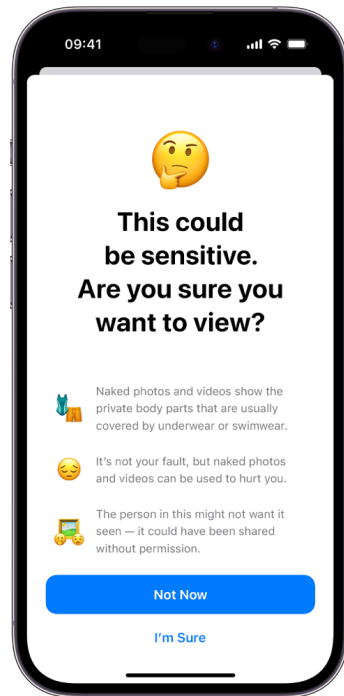 09:41
This could
be sensitive.
Are you sure you
want to view?
Naked photos and videos show the
private body parts that are usually
covered by underwear or swimwear.
It’s not your fault, but naked photos
and videos can be used to hurt you.
The person in this might not want it
seen — it could have been shared
without permission.
Not Now
I’m Sure